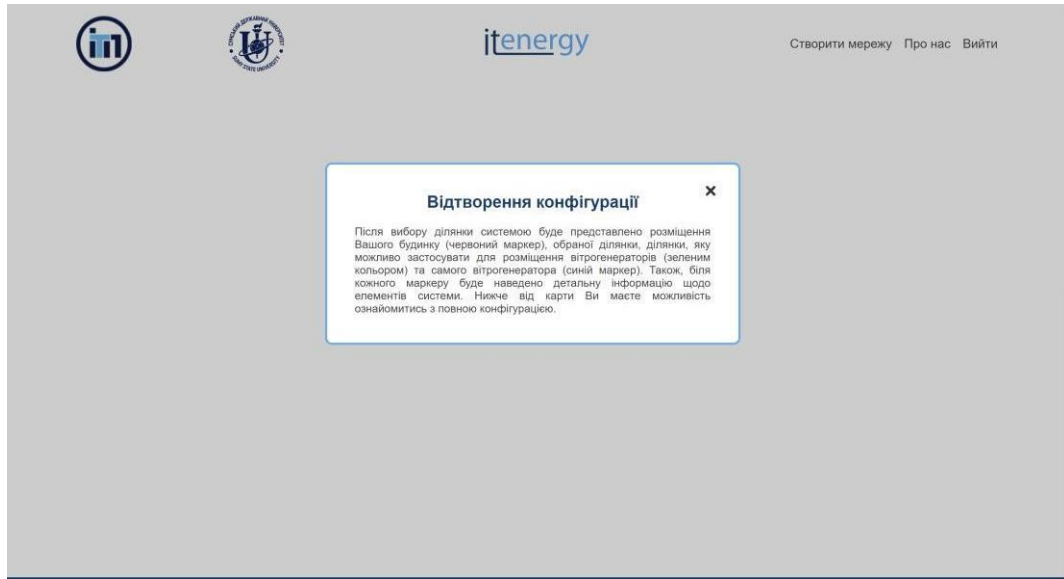 itenergy
Створити мережу Про нас Вийти
Відтворення конфігурації
Після вибору ділянки системою буде представлено розміщення
Вашого будинку (червоний маркер), обраної ділянки, ділянки, яку
можливо застосувати для розміщення вітрогенераторів (зеленим
кольором) та самого вітрогенератора (синій маркер). Також, біля
кожного маркеру буде наведено детальну інформацію щодо
елементів системи. Нижче від карти Ви маєте можливість
ознайомитись з повною конфігурацією.